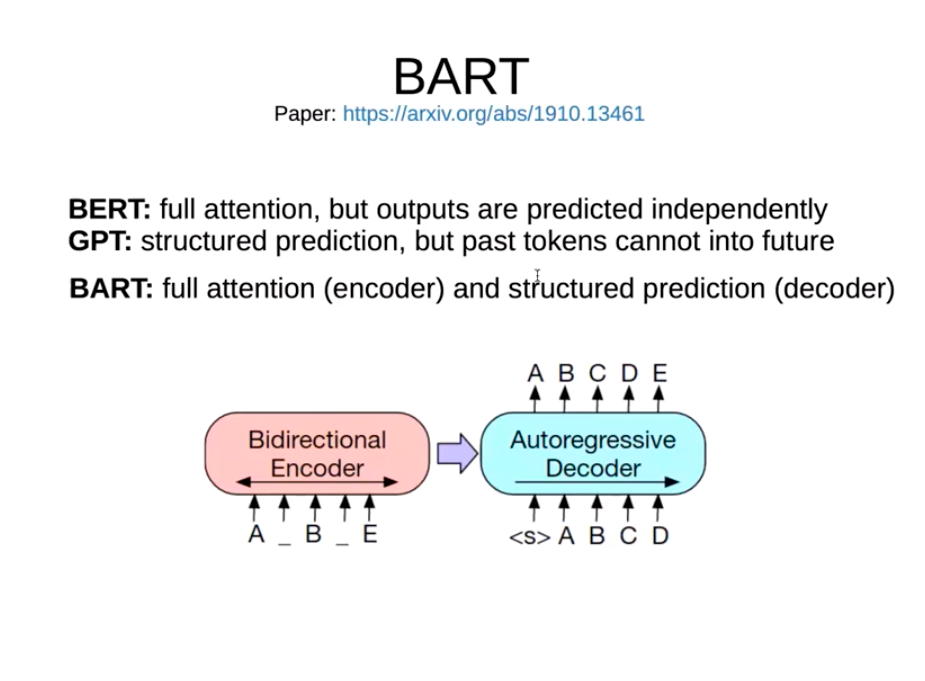 BART
Paper: https://arxiv.org/abs/1910.13461
BERT: full attention, but outputs are predicted independently
GPT: structured prediction, but past tokens cannot into future
BART: full attention (encoder) and structured prediction (decoder)
A B C D E
Bidirectional
Encoder
Autoregressive
Decoder
A _ B _ E
<s> A B C D